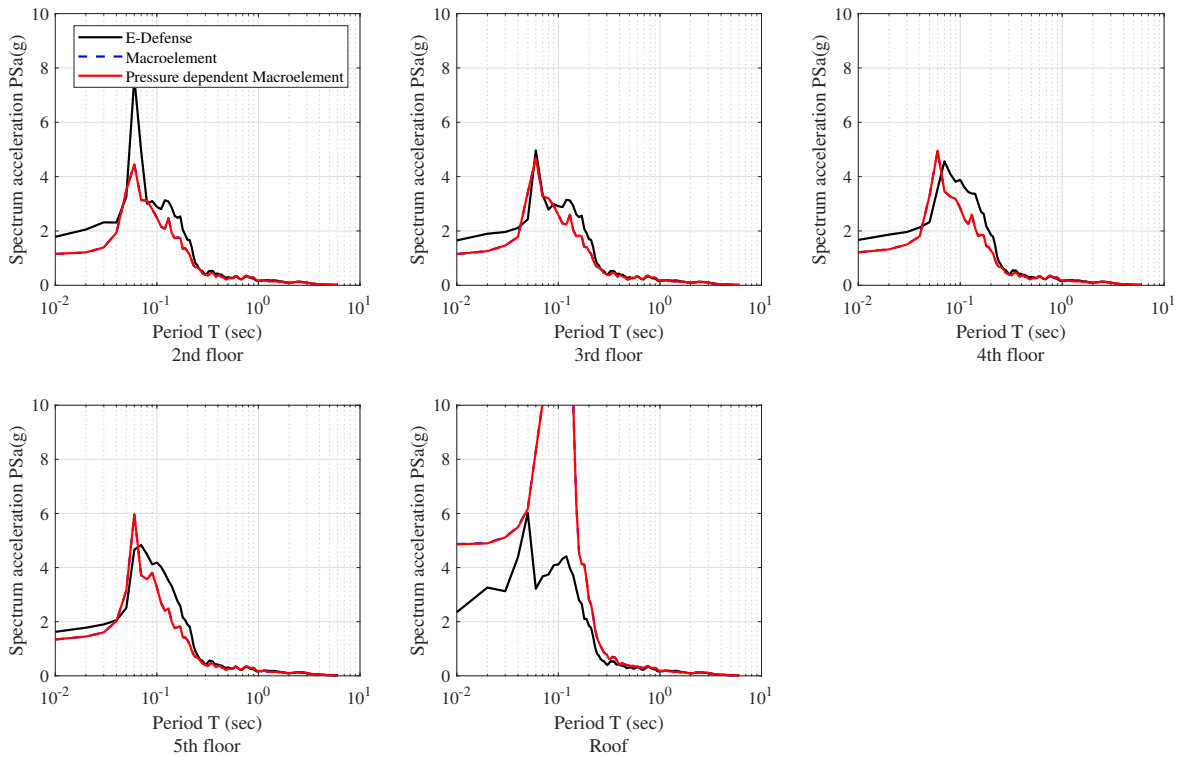 E-Defense
Macroelement
Pressure dependent Macroelement
Spectrum acceleration PSa(g)
10
8
6
4
2
0
10^-2 10^-1 10^0 10^1
Period T (sec)
2nd floor
Spectrum acceleration PSa(g)
10
8
6
4
2
0
10^-2 10^-1 10^0 10^1
Period T (sec)
3rd floor
Spectrum acceleration PSa(g)
10
8
6
4
2
0
10^-2 10^-1 10^0 10^1
Period T (sec)
4th floor
Spectrum acceleration PSa(g)
10
8
6
4
2
0
10^-2 10^-1 10^0 10^1
Period T (sec)
5th floor
Spectrum acceleration PSa(g)
10
8
6
4
2
0
10^-2 10^-1 10^0 10^1
Period T (sec)
Roof